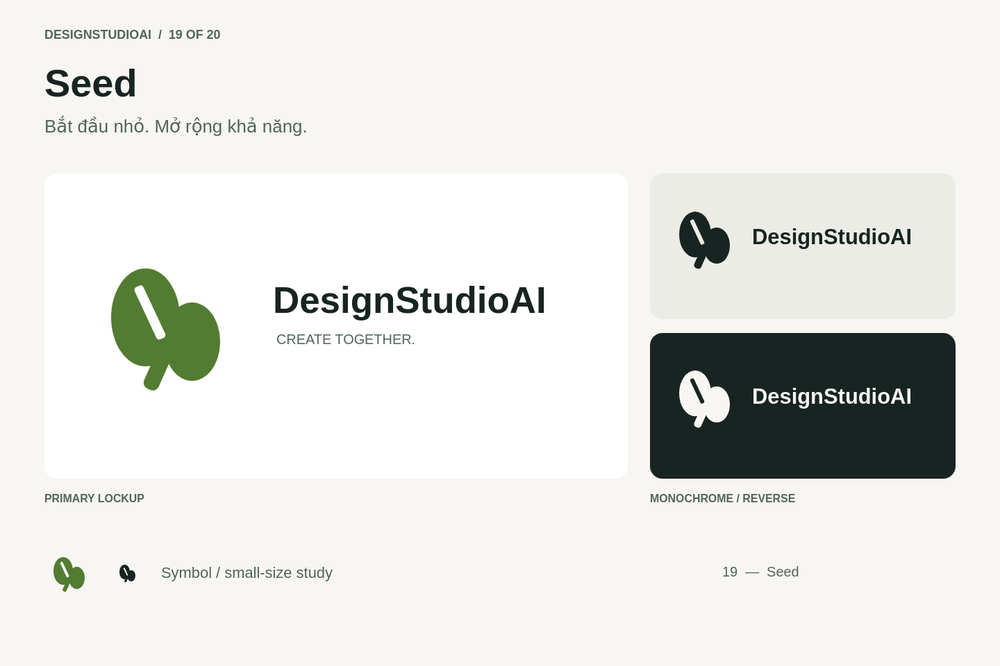 DESIGNSTUDIOAI / 19 OF 20
Seed
Bắt đầu nhỏ. Mở rộng khả năng.
DesignStudioAI
CREATE TOGETHER.
DesignStudioAI
DesignStudioAI
PRIMARY LOCKUP
MONOCHROME / REVERSE
Symbol / small-size study
19 — Seed